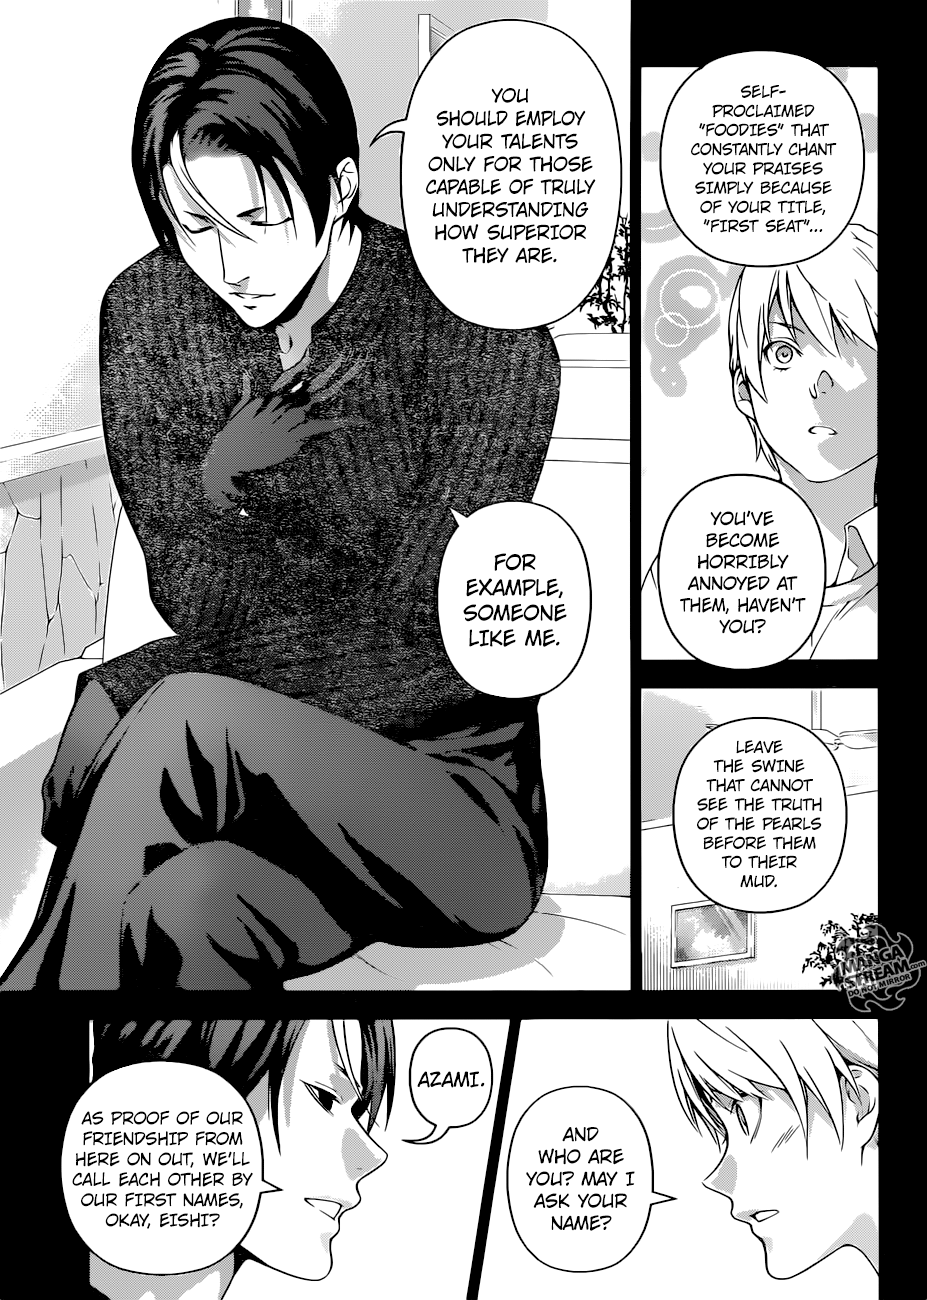 SELF-
PROCLAIMED
"FOODIES" THAT
CONSTANTLY CHANT
YOUR PRAISES
SIMPLY BECAUSE
OF YOUR TITLE,
"FIRST SEAT"...
YOU'VE
BECOME
HORRIBLY
ANNOYED AT
THEM, HAVEN'T
YOU?
LEAVE
THE SWINE
THAT CANNOT
SEE THE TRUTH
OF THE PEARLS
BEFORE THEM
TO THEIR
MUD.
YOU
SHOULD EMPLOY
YOUR TALENTS
ONLY FOR THOSE
CAPABLE OF TRULY
UNDERSTANDING
HOW SUPERIOR
THEY ARE.
FOR
EXAMPLE,
SOMEONE
LIKE ME.
MANGA
STREAM.com
DO NOT MIRROR
AND
WHO ARE
YOU? MAY I
ASK YOUR
NAME?
AZAMI.
AS PROOF OF OUR
FRIENDSHIP FROM
HERE ON OUT, WE'LL
CALL EACH OTHER BY
OUR FIRST NAMES,
OKAY, EISHI?